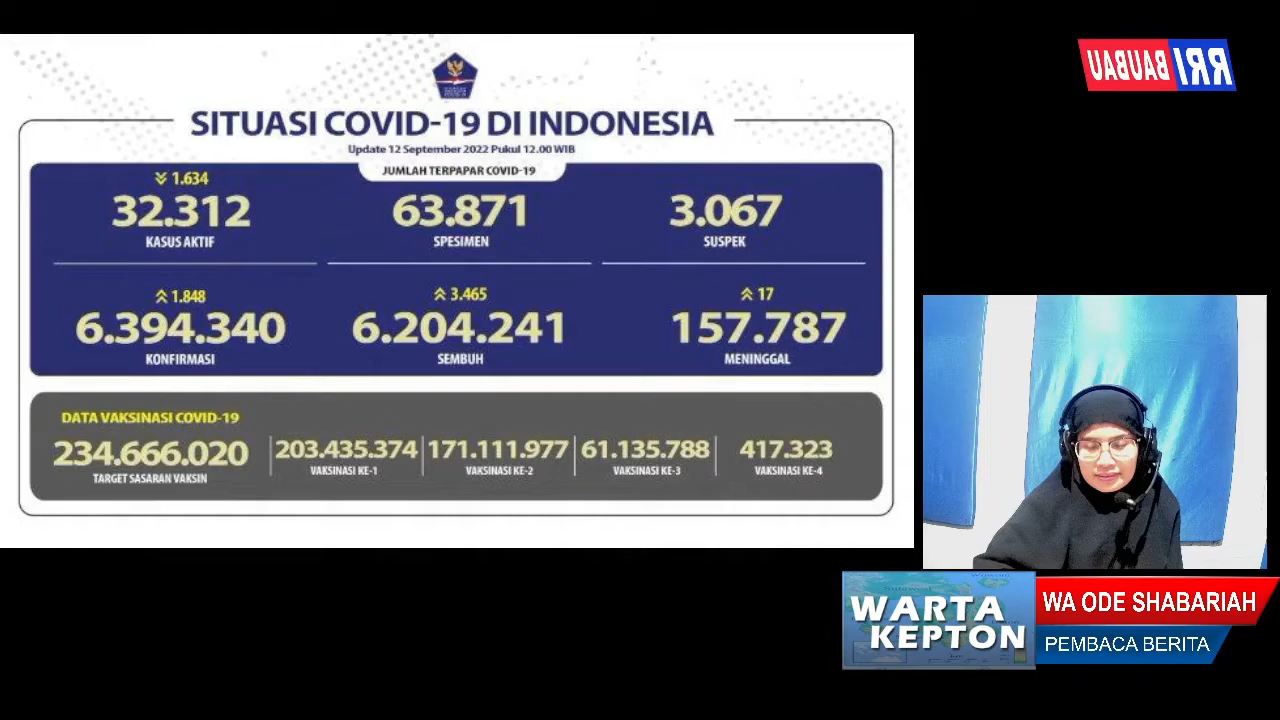 SITUASI COVID-19 DI INDONESIA
Update 12 September 2022 Pukul 12.00 WIB
JUMLAH TERPAPAR COVID-19
1.634
32.312
KASUS AKTIF
63.871
SPESIMEN
3.067
SUSPEK
1.848
6.394.340
KONFIRMASI
3.465
6.204.241
SEMBUH
17
157.787
MENINGGAL
DATA VAKSINASI COVID-19
234.666.020
TARGET SASARAN VAKSIN
203.435.374
VAKSINASI KE-1
171.111.977
VAKSINASI KE-2
61.135.788
VAKSINASI KE-3
417.323
VAKSINASI KE-4
RRI BAUBAU
WARTA
KEPTON
WA ODE SHABARIAH
PEMBACA BERITA